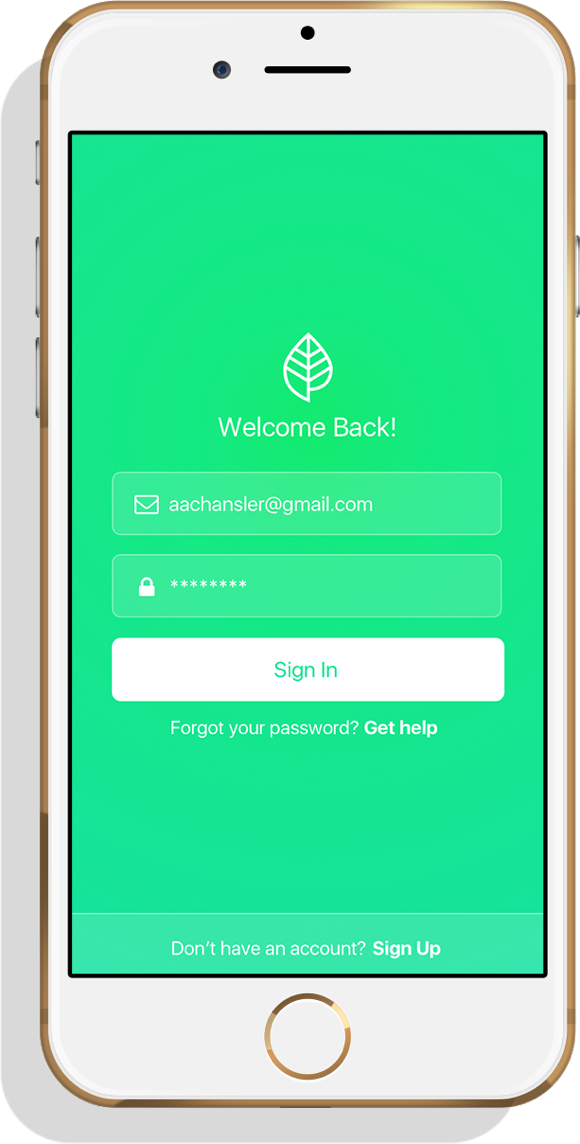 Welcome Back!
aachansler@gmail.com
********
Sign In
Forgot your password? Get help
Don’t have an account? Sign Up